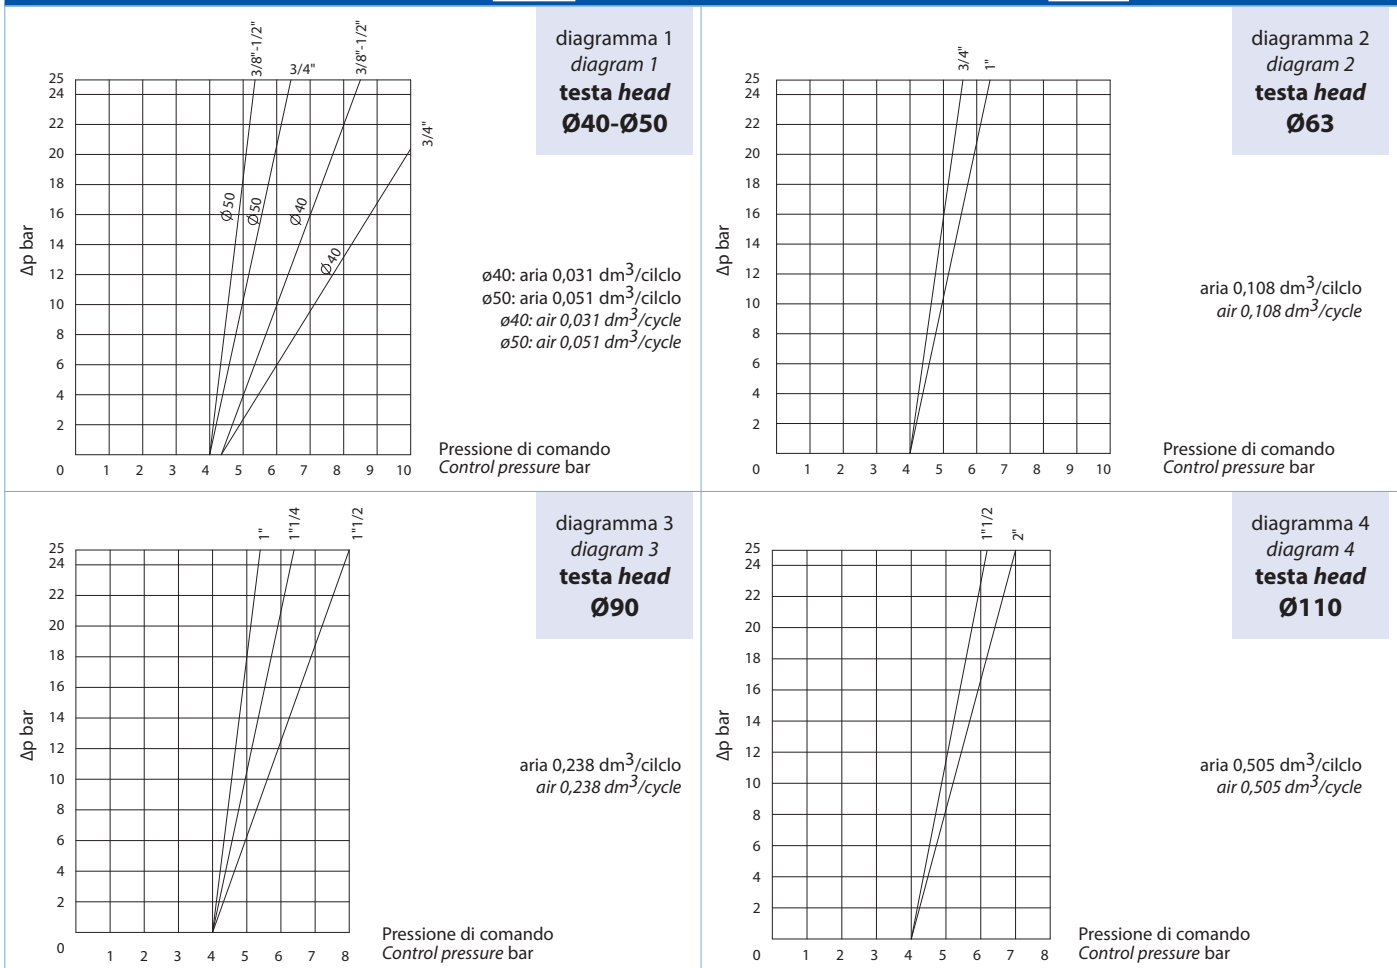 diagramma 1
diagram 1
testa head
Ø40-Ø50
3/8"-1/2"
3/4"
3/8"-1/2"
3/4"
25
24
22
20
18
16
14
12
10
8
6
4
2
0 1 2 3 4 5 6 7 8 9 10
Δp bar
Ø50
Ø50
Ø40
Ø40
ø40: aria 0,031 dm3/cilclo
ø50: aria 0,051 dm3/cilclo
ø40: air 0,031 dm3/cycle
ø50: air 0,051 dm3/cycle
Pressione di comando
Control pressure bar
diagramma 2
diagram 2
testa head
Ø63
3/4"
1"
25
24
22
20
18
16
14
12
10
8
6
4
2
0 1 2 3 4 5 6 7 8 9 10
Δp bar
aria 0,108 dm3/cilclo
air 0,108 dm3/cycle
Pressione di comando
Control pressure bar
diagramma 3
diagram 3
testa head
Ø90
1"
1"1/4
1"1/2
25
24
22
20
18
16
14
12
10
8
6
4
2
0 1 2 3 4 5 6 7 8
Δp bar
aria 0,238 dm3/cilclo
air 0,238 dm3/cycle
Pressione di comando
Control pressure bar
diagramma 4
diagram 4
testa head
Ø110
1"1/2
2"
25
24
22
20
18
16
14
12
10
8
6
4
2
0 1 2 3 4 5 6 7 8
Δp bar
aria 0,505 dm3/cilclo
air 0,505 dm3/cycle
Pressione di comando
Control pressure bar